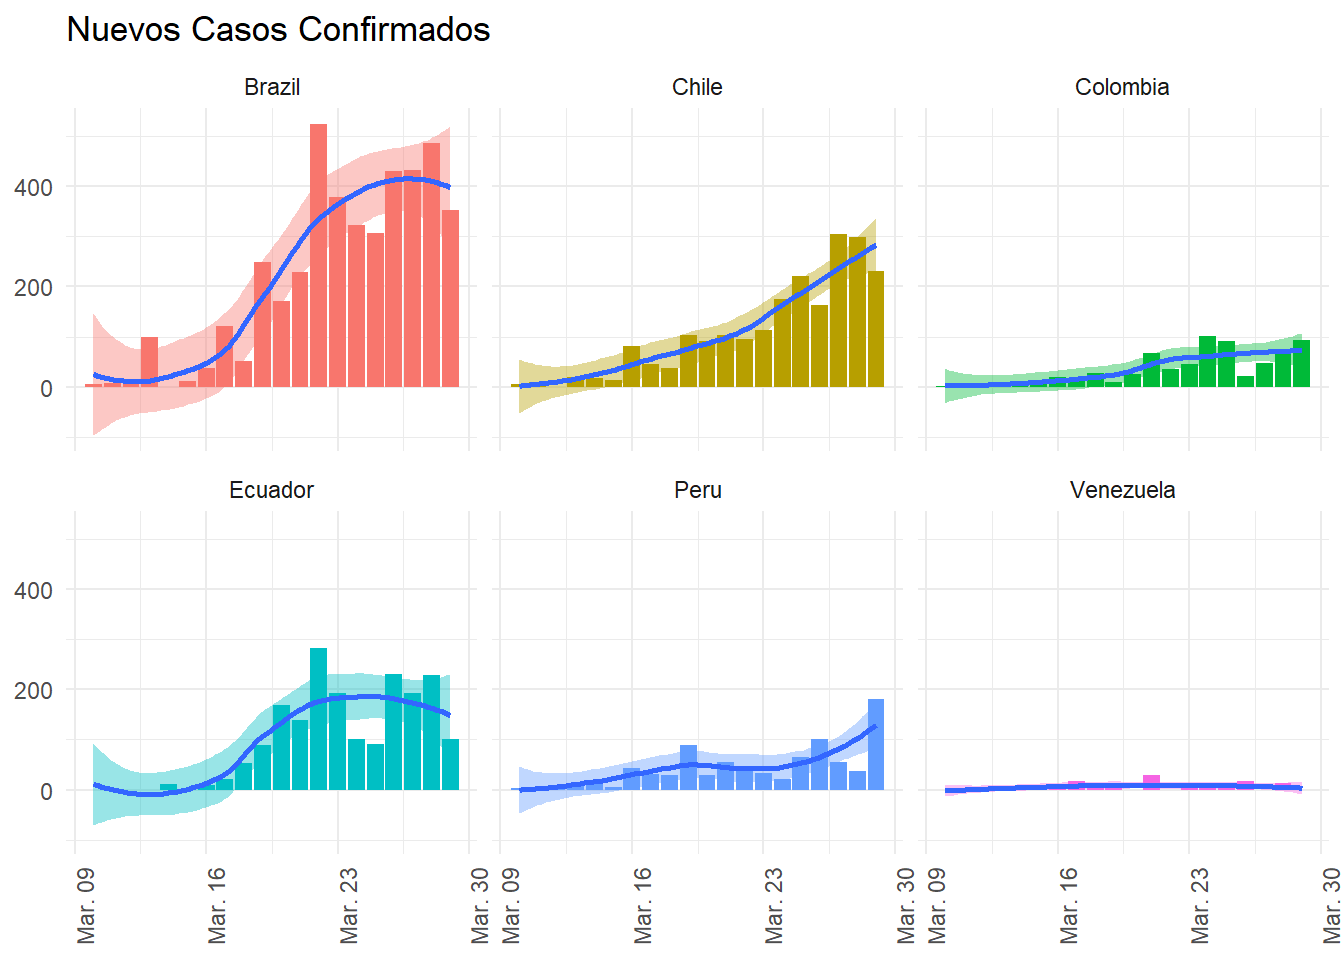 Nuevos Casos Confirmados
Brazil
Chile
Colombia
400
200
0
Ecuador
Peru
Venezuela
400
200
0
Mar. 09
Mar. 16
Mar. 23
Mar. 30
Mar. 09
Mar. 16
Mar. 23
Mar. 30
Mar. 09
Mar. 16
Mar. 23
Mar. 30